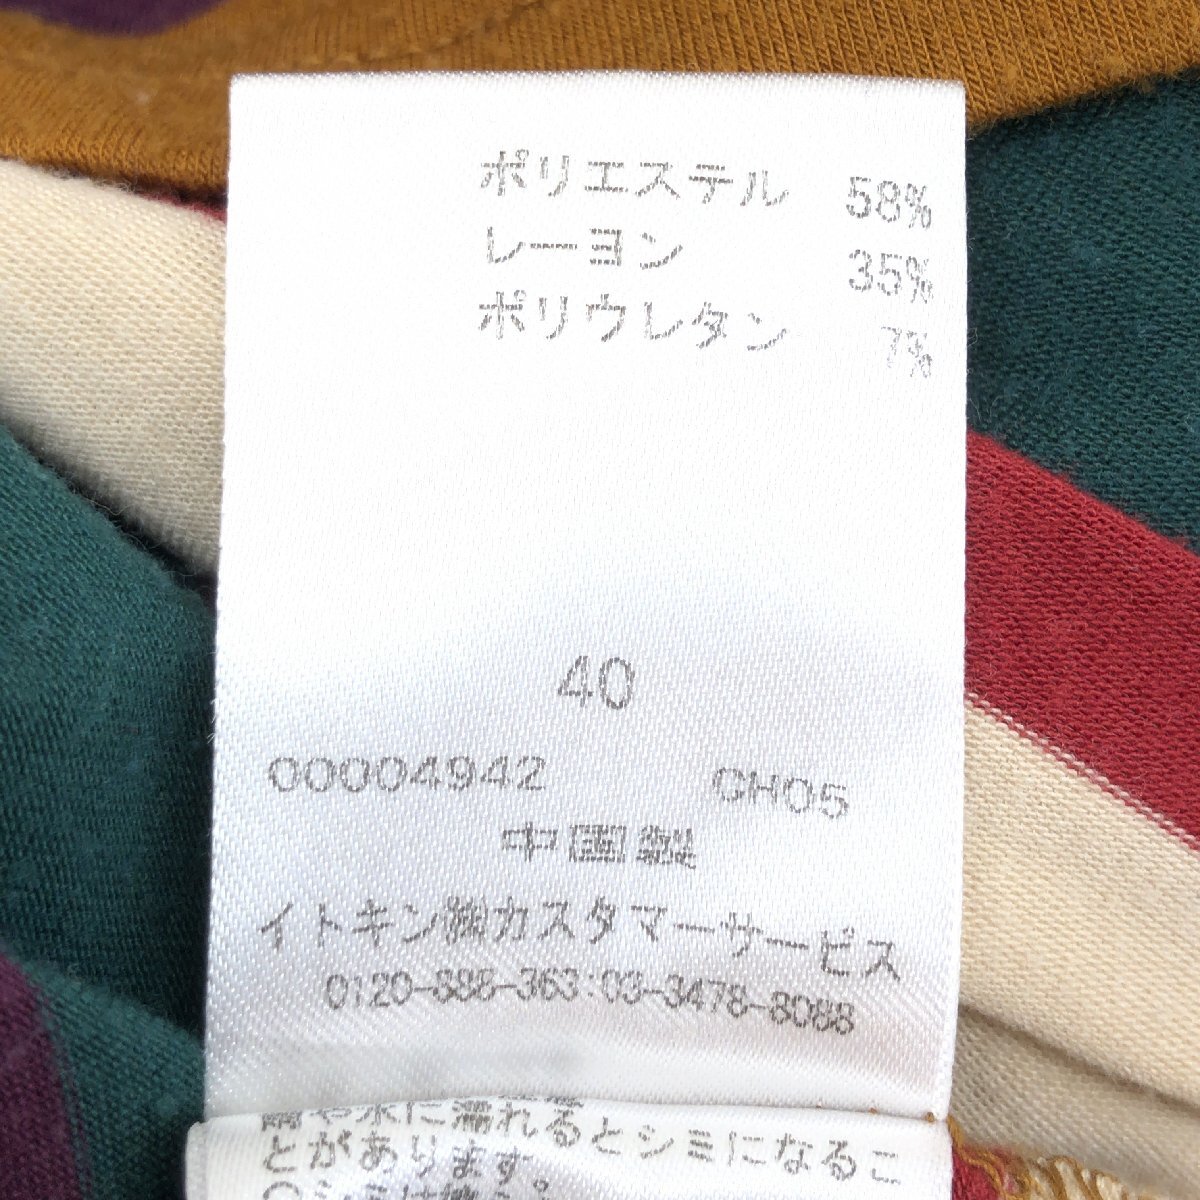 ポリエステル 58%
レーヨン 35%
ポリウレタン 7%
40
00004942 CH05
中国製
イトキン㈱カスタマーサービス
0120-888-363:03-3478-8088
雨や水に濡れるとシミになるこ
とがあります。